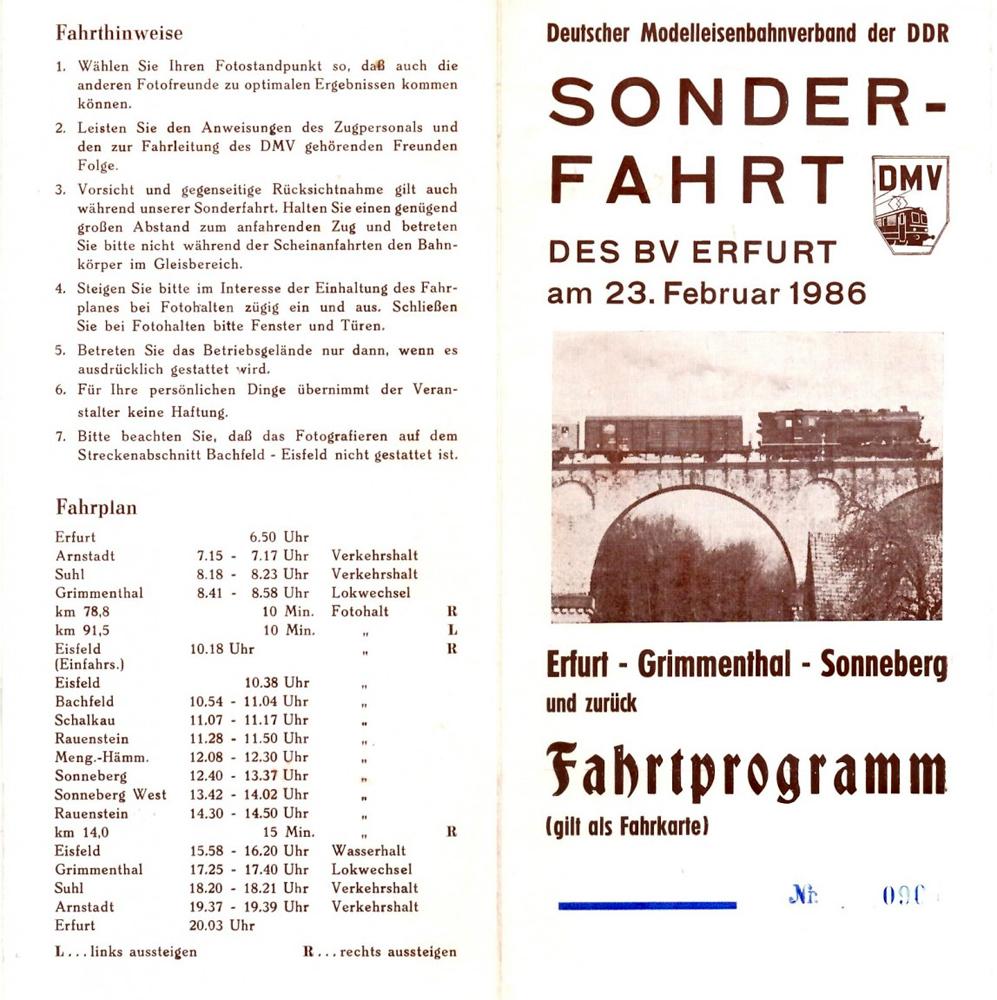 Fahrthinweise
1. Wählen Sie Ihren Fotostandpunkt so, daß auch die
anderen Fotofreunde zu optimalen Ergebnissen kommen
können.
2. Leisten Sie den Anweisungen des Zugpersonals und
den zur Fahrleitung des DMV gehörenden Freunden
Folge.
3. Vorsicht und gegenseitige Rücksichtnahme gilt auch
während unserer Sonderfahrt. Halten Sie einen genügend
großen Abstand zum anfahrenden Zug und betreten
Sie bitte nicht während der Scheinanfahrten den Bahn-
körper im Gleisbereich.
4. Steigen Sie bitte im Interesse der Einhaltung des Fahr-
planes bei Fotohalten zügig ein und aus. Schließen
Sie bei Fotohalten bitte Fenster und Türen.
5. Betreten Sie das Betriebsgelände nur dann, wenn es
ausdrücklich gestattet wird.
6. Für Ihre persönlichen Dinge übernimmt der Veran-
stalter keine Haftung.
7. Bitte beachten Sie, daß das Fotografieren auf dem
Streckenabschnitt Bachfeld - Eisfeld nicht gestattet ist.
Fahrplan
Erfurt 6.50 Uhr
Arnstadt 7.15 - 7.17 Uhr Verkehrshalt
Suhl 8.18 - 8.23 Uhr Verkehrshalt
Grimmenthal 8.41 - 8.58 Uhr Lokwechsel
km 78,8 10 Min. Fotohalt R
km 91,5 10 Min. „ L
Eisfeld 10.18 Uhr „ R
(Einfahrs.)
Eisfeld 10.38 Uhr „
Bachfeld 10.54 - 11.04 Uhr „
Schalkau 11.07 - 11.17 Uhr „
Rauenstein 11.28 - 11.50 Uhr „
Meng.-Hämm. 12.08 - 12.30 Uhr „
Sonneberg 12.40 - 13.37 Uhr „
Sonneberg West 13.42 - 14.02 Uhr „
Rauenstein 14.30 - 14.50 Uhr „
km 14,0 15 Min. „ R
Eisfeld 15.58 - 16.20 Uhr Wasserhalt
Grimmenthal 17.25 - 17.40 Uhr Lokwechsel
Suhl 18.20 - 18.21 Uhr Verkehrshalt
Arnstadt 19.37 - 19.39 Uhr Verkehrshalt
Erfurt 20.03 Uhr
L...links aussteigen R...rechts aussteigen
Deutscher Modelleisenbahnverband der DDR
SONDER-
FAHRT
DMV
DES BV ERFURT
am 23. Februar 1986
Erfurt - Grimmenthal - Sonneberg
und zurück
Fahrtprogramm
(gilt als Fahrkarte)
Nr.